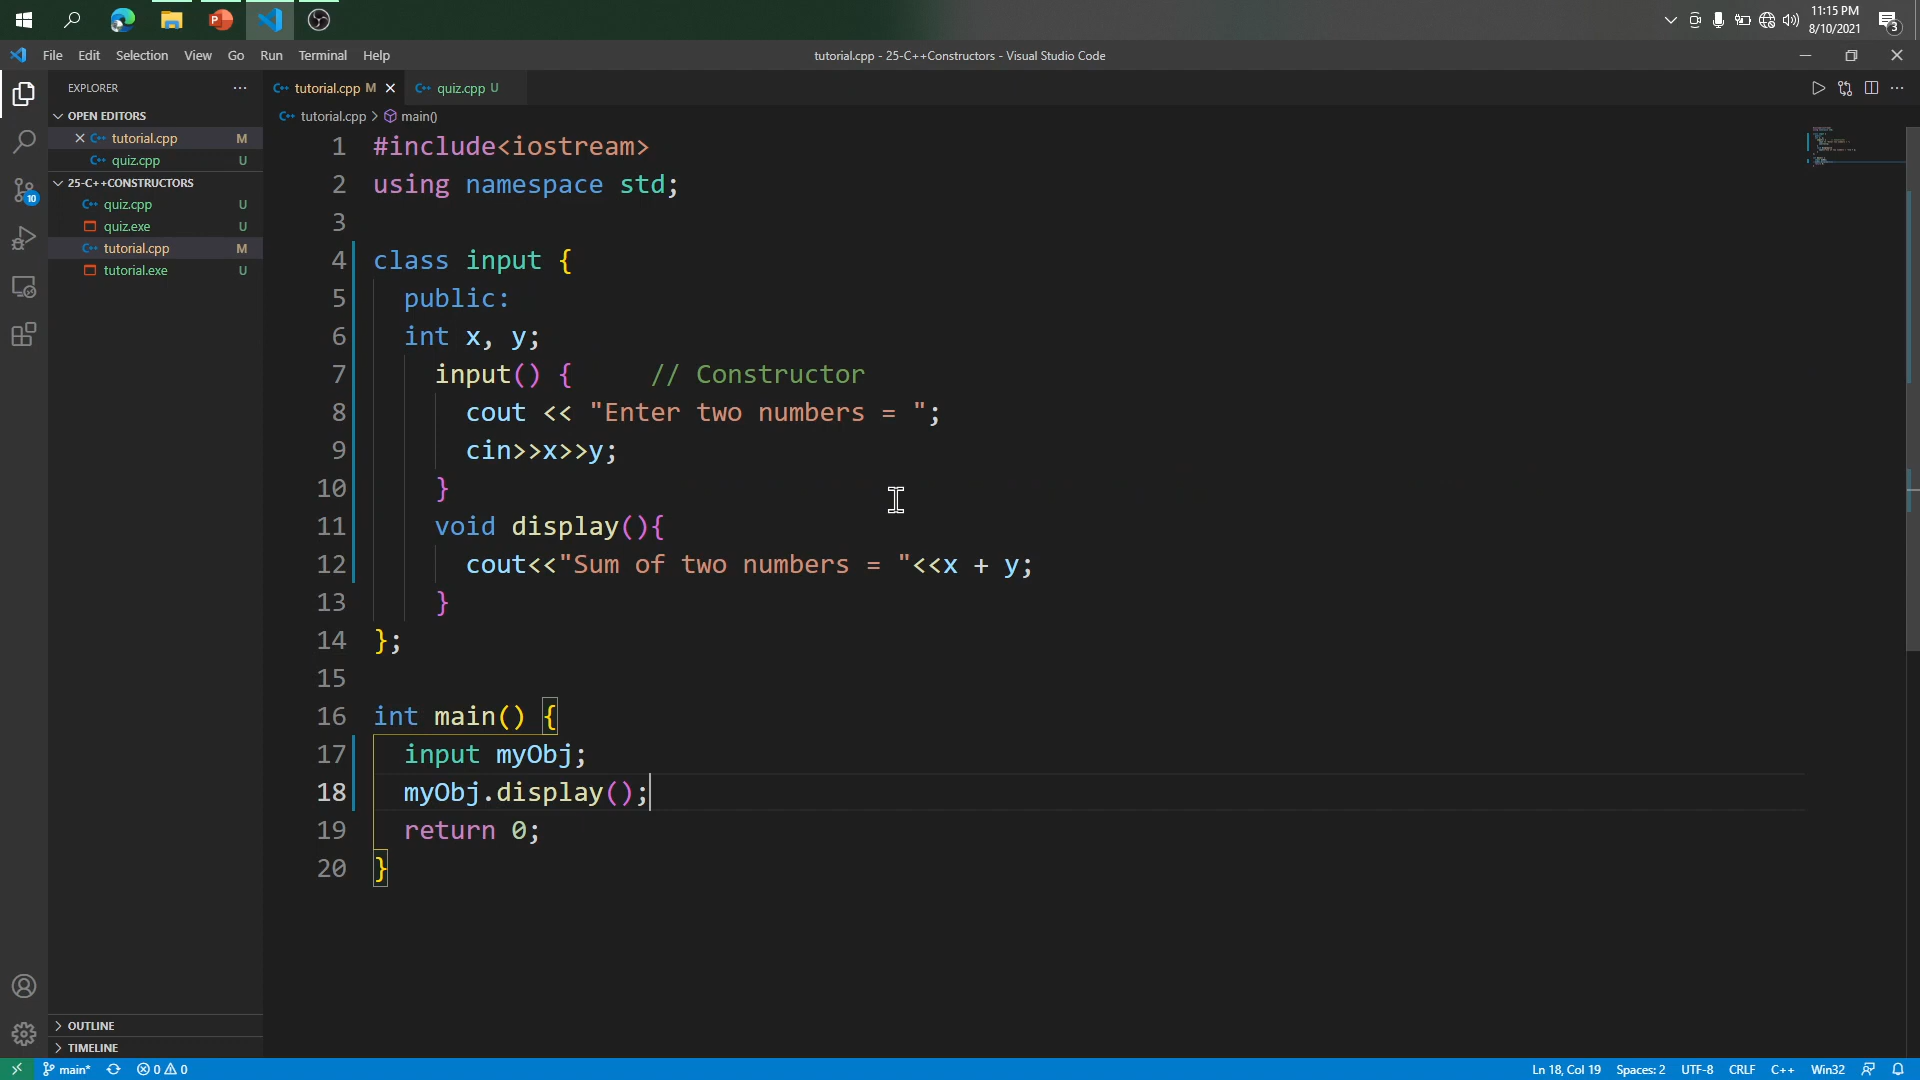 11:15 PM
8/10/2021
3
File Edit Selection View Go Run Terminal Help
tutorial.cpp - 25-C++Constructors - Visual Studio Code
EXPLORER
OPEN EDITORS
tutorial.cpp M
quiz.cpp U
25-C++CONSTRUCTORS
quiz.cpp U
quiz.exe U
tutorial.cpp M
tutorial.exe U
10
OUTLINE
TIMELINE
tutorial.cpp M quiz.cpp U
tutorial.cpp > main()
1 #include<iostream>
2 using namespace std;
3
4 class input {
5 public:
6 int x, y;
7 input() { // Constructor
8 cout << "Enter two numbers = ";
9 cin>>x>>y;
10 }
11 void display(){
12 cout<<"Sum of two numbers = "<<x + y;
13 }
14 };
15
16 int main() {
17 input myObj;
18 myObj.display();
19 return 0;
20 }
main* 0 0 Ln 18, Col 19 Spaces: 2 UTF-8 CRLF C++ Win32